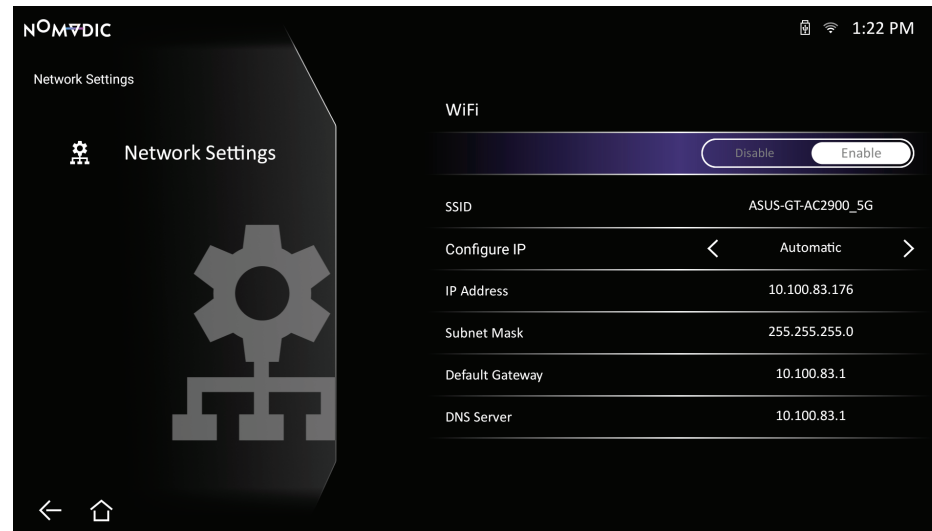 NOMADIC
1:22 PM
Network Settings
Network Settings
WiFi
Disable Enable
SSID ASUS-GT-AC2900_5G
Configure IP Automatic
IP Address 10.100.83.176
Subnet Mask 255.255.255.0
Default Gateway 10.100.83.1
DNS Server 10.100.83.1